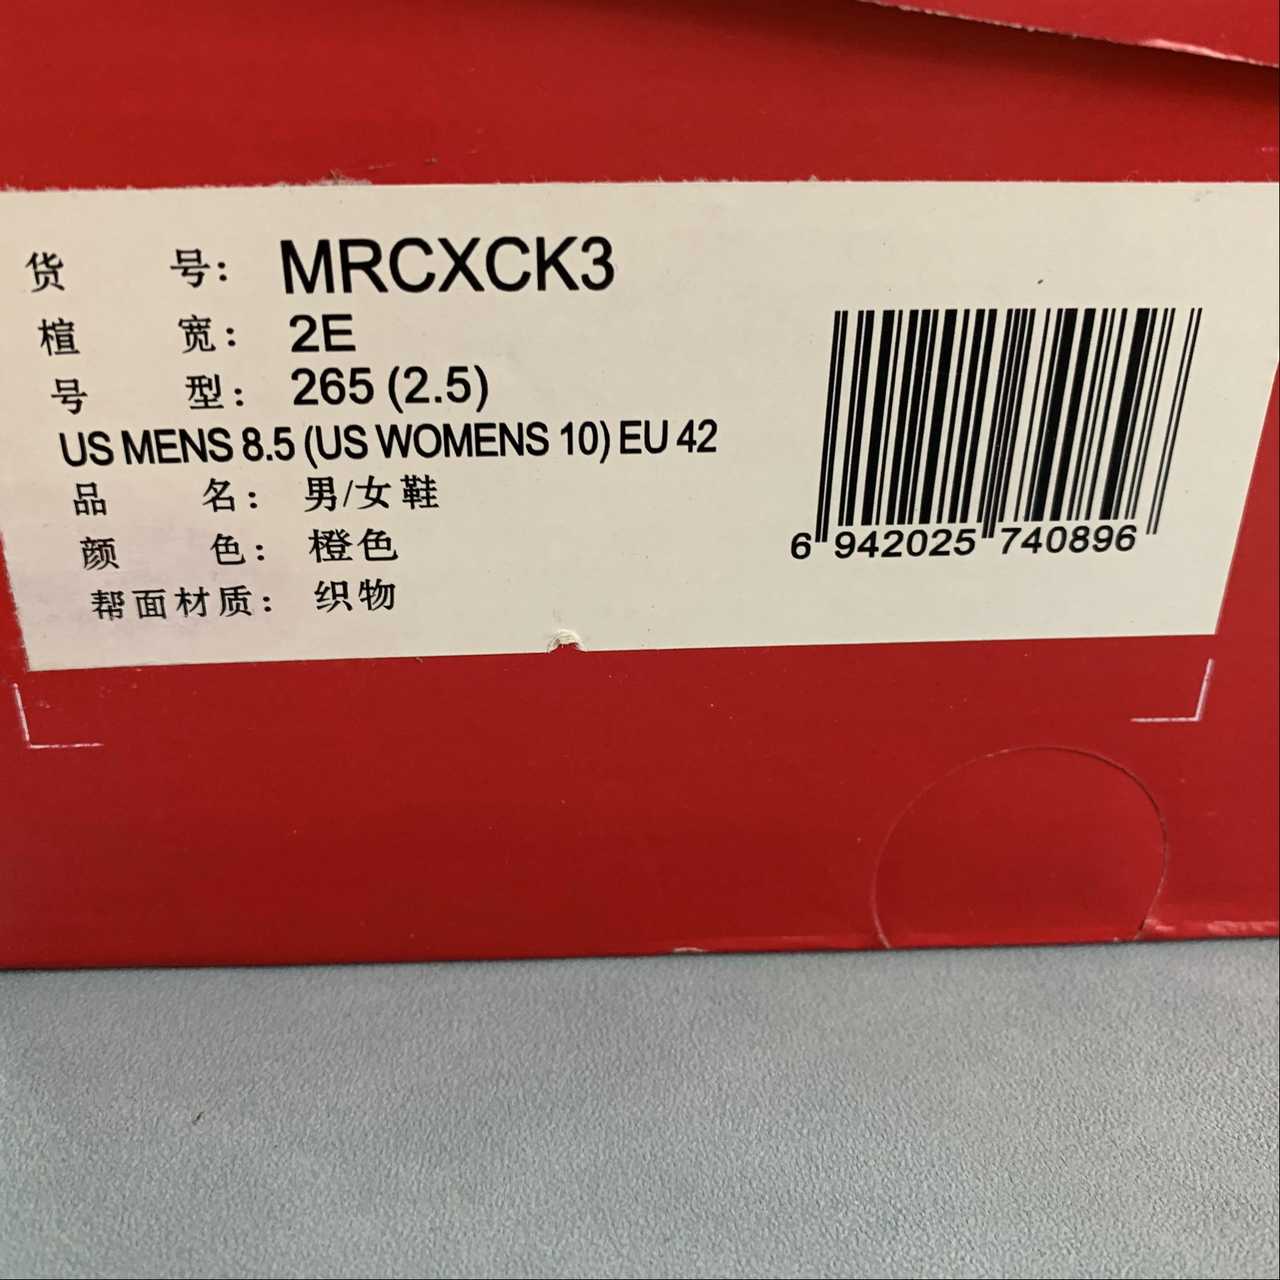 货 号: MRCXCK3
楦 宽: 2E
号 型: 265 (2.5)
US MENS 8.5 (US WOMENS 10) EU 42
品 名: 男/女鞋
颜 色: 橙色
帮面材质: 织物
6 942025 740896